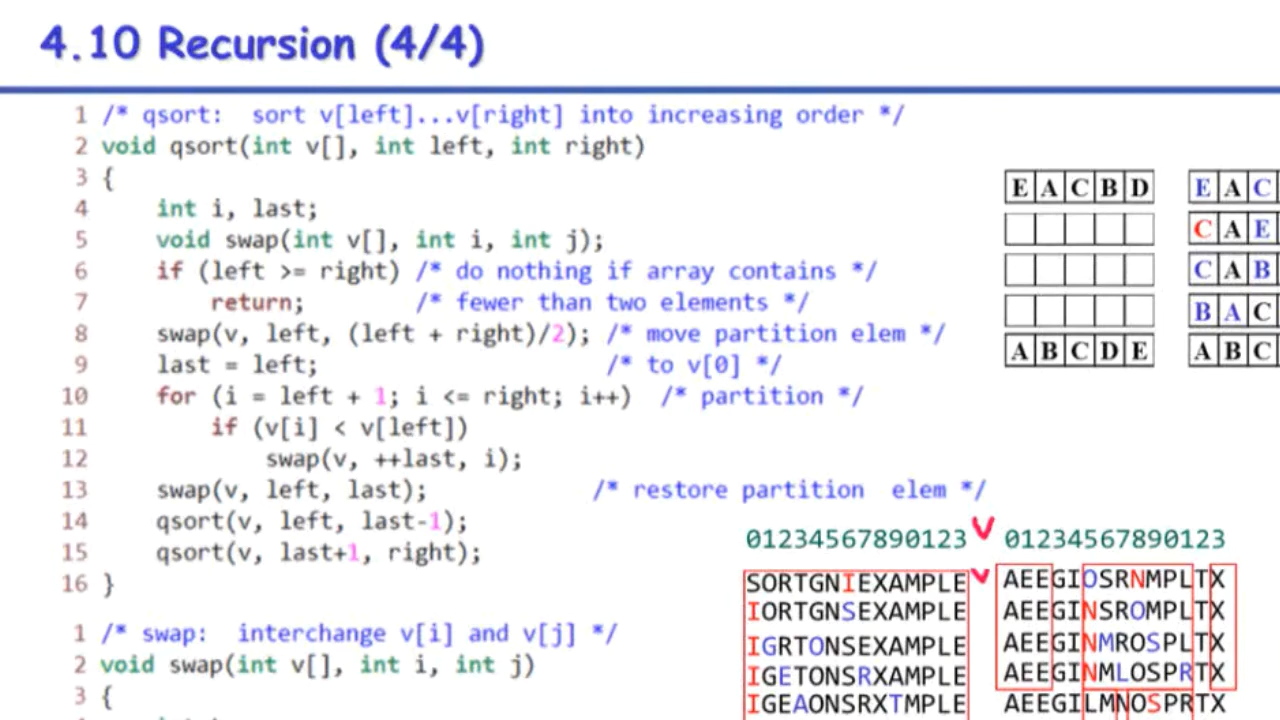 4.10 Recursion (4/4)
1 /* qsort:  sort v[left]...v[right] into increasing order */
2 void qsort(int v[], int left, int right)
3 {
4     int i, last;
5     void swap(int v[], int i, int j);
6     if (left >= right) /* do nothing if array contains */
7         return;        /* fewer than two elements */
8     swap(v, left, (left + right)/2); /* move partition elem */
9     last = left;                     /* to v[0] */
10     for (i = left + 1; i <= right; i++)  /* partition */
11         if (v[i] < v[left])
12             swap(v, ++last, i);
13     swap(v, left, last);            /* restore partition  elem */
14     qsort(v, left, last-1);
15     qsort(v, last+1, right);
16 }
1 /* swap:  interchange v[i] and v[j] */
2 void swap(int v[], int i, int j)
3 {
E A C B D
A B C D E
E A C
C A E
C A B
B A C
A B C
01234567890123
SORTGNIEXAMPLE
IORTGNSEXAMPLE
IGRTONSEXAMPLE
IGETONSRXAMPLE
IGEAONSRXTMPLE
01234567890123
AEEGIOSRNMPLTX
AEEGINSROMPLTX
AEEGINMROSPLTX
AEEGINMLOSPRTX
AEEGILMNOSPRTX